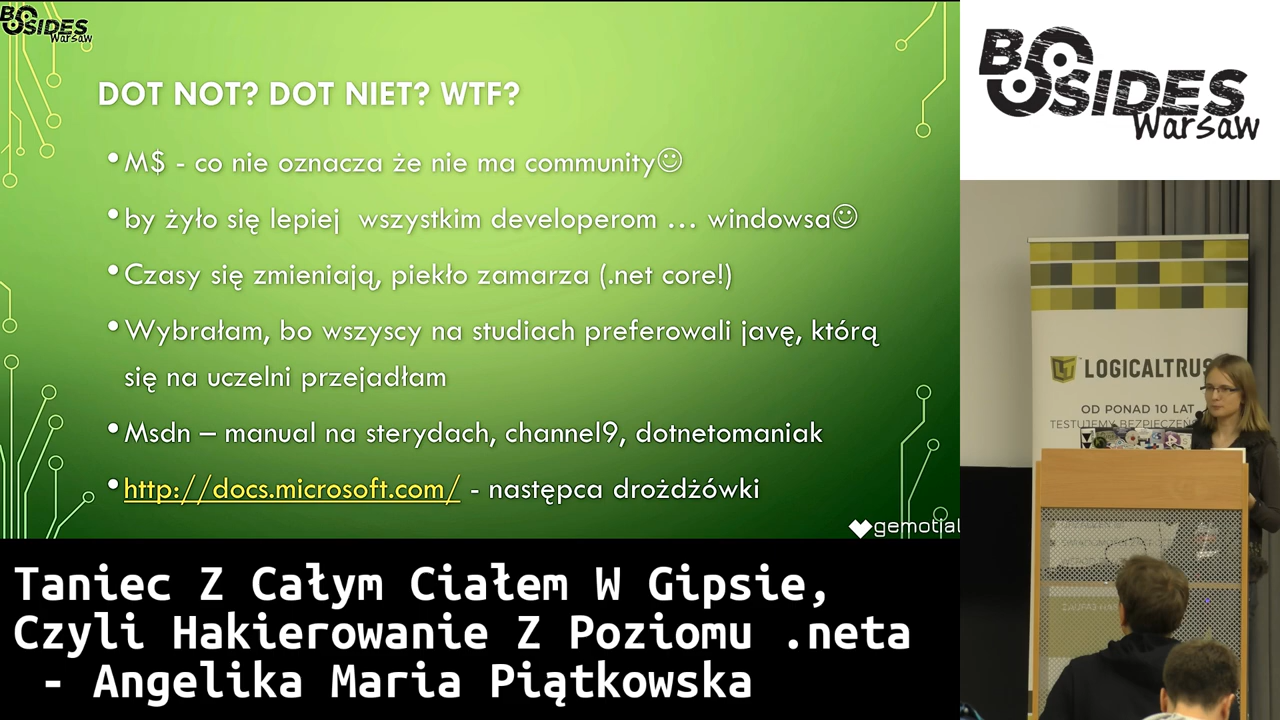 BSIDES
Warsaw
DOT NOT? DOT NIET? WTF?
•M$ - co nie oznacza że nie ma community☺
•by żyło się lepiej wszystkim developerom ... windowsa☺
•Czasy się zmieniają, piekło zamarza (.net core!)
•Wybrałam, bo wszyscy na studiach preferowali javę, którą
się na uczelni przejadłam
•Msdn – manual na sterydach, channel9, dotnetomaniak
•http://docs.microsoft.com/ - następca drożdżówki
gemotial
BSIDES
Warsaw
LT LOGICALTRUS
OD PONAD 10 LAT
TESTUJEMY
Taniec Z Całym Ciałem W Gipsie,
Czyli Hakierowanie Z Poziomu .neta
- Angelika Maria Piątkowska